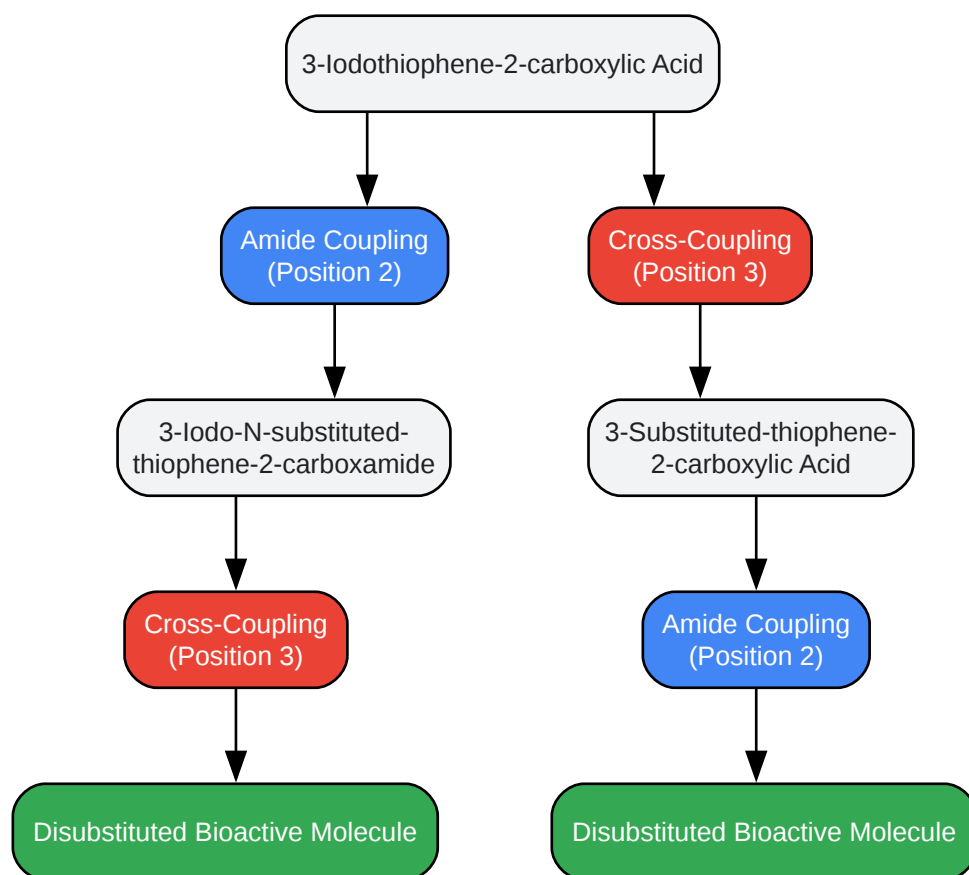 3-Iodothiophene-2-carboxylic Acid
Amide Coupling
(Position 2)
Cross-Coupling
(Position 3)
3-Iodo-N-substituted-
thiophene-2-carboxamide
3-Substituted-thiophene-
2-carboxylic Acid
Cross-Coupling
(Position 3)
Amide Coupling
(Position 2)
Disubstituted Bioactive Molecule
Disubstituted Bioactive Molecule